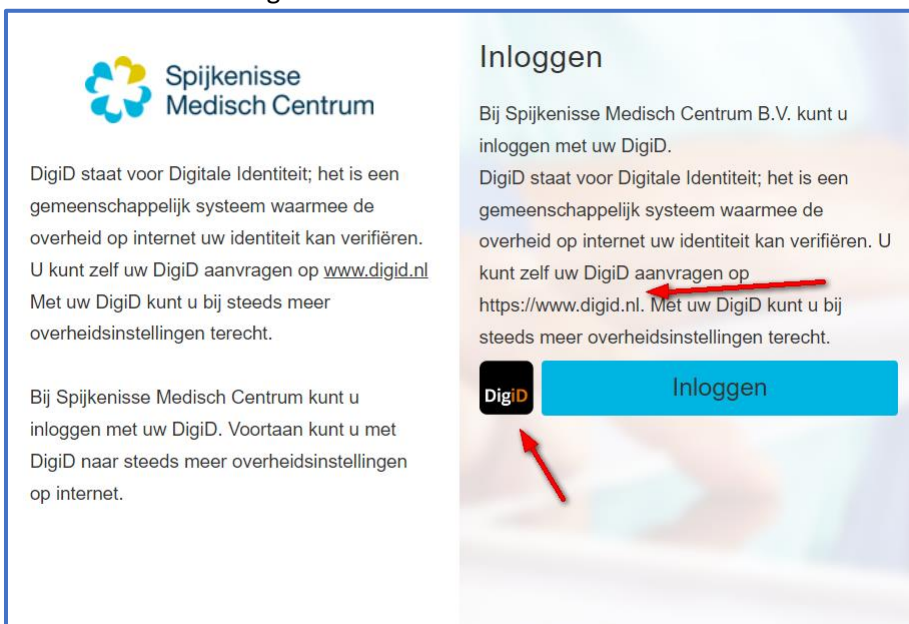 Spijkenisse
Medisch Centrum
DigiD staat voor Digitale Identiteit; het is een
gemeenschappelijk systeem waarmee de
overheid op internet uw identiteit kan verifiëren.
U kunt zelf uw DigiD aanvragen op www.digid.nl
Met uw DigiD kunt u bij steeds meer
overheidsinstellingen terecht.
Bij Spijkenisse Medisch Centrum kunt u
inloggen met uw DigiD. Voortaan kunt u met
DigiD naar steeds meer overheidsinstellingen
op internet.
Inloggen
Bij Spijkenisse Medisch Centrum B.V. kunt u
inloggen met uw DigiD.
DigiD staat voor Digitale Identiteit; het is een
gemeenschappelijk systeem waarmee de
overheid op internet uw identiteit kan verifiëren. U
kunt zelf uw DigiD aanvragen op
https://www.digid.nl. Met uw DigiD kunt u bij
steeds meer overheidsinstellingen terecht.
DigiD
Inloggen